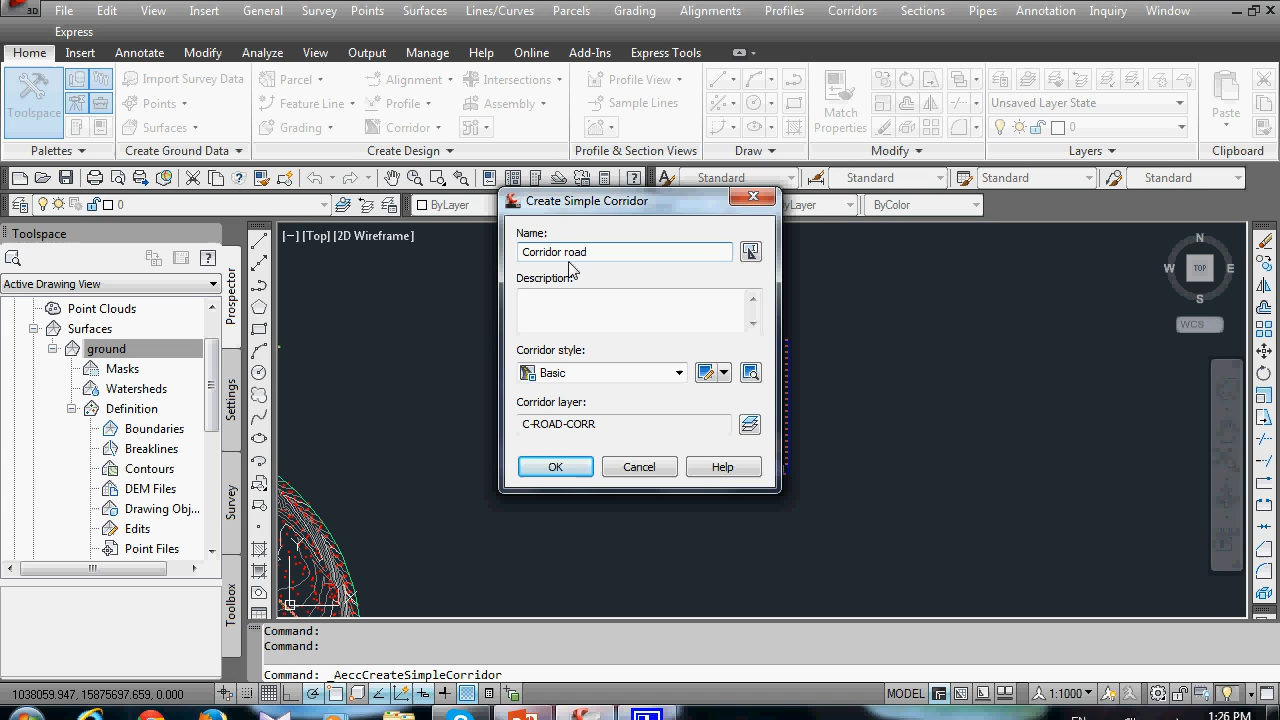 3D File Edit View Insert General Survey Points Surfaces Lines/Curves Parcels Grading Alignments Profiles Corridors Sections Pipes Annotation Inquiry Window
Express
Home Insert Annotate Modify Analyze View Output Manage Help Online Add-Ins Express Tools
Toolspace
Import Survey Data
Points
Surfaces
Parcel
Feature Line
Grading
Alignment
Profile
Corridor
Intersections
Assembly
Profile View
Sample Lines
Match
Properties
Unsaved Layer State
0
Paste
Palettes Create Ground Data Create Design Profile & Section Views Draw Modify Layers Clipboard
Standard Standard Standard Standard
0 ByLayer yLayer ByColor
Toolspace
Active Drawing View
Point Clouds
Surfaces
ground
Masks
Watersheds
Definition
Boundaries
Breaklines
Contours
DEM Files
Drawing Obj...
Edits
Point Files
Prospector
Settings
Survey
Toolbox
[−] [Top] [2D Wireframe]
N
W TOP E
S
WCS
Create Simple Corridor
Name:
Corridor road
Description:
Corridor style:
Basic
Corridor layer:
C-ROAD-CORR
OK Cancel Help
Y
Command:
Command:
Command: _AeccCreateSimpleCorridor
1038059.947, 15875697.659, 0.000 MODEL 1:1000
EN 1:26 PM